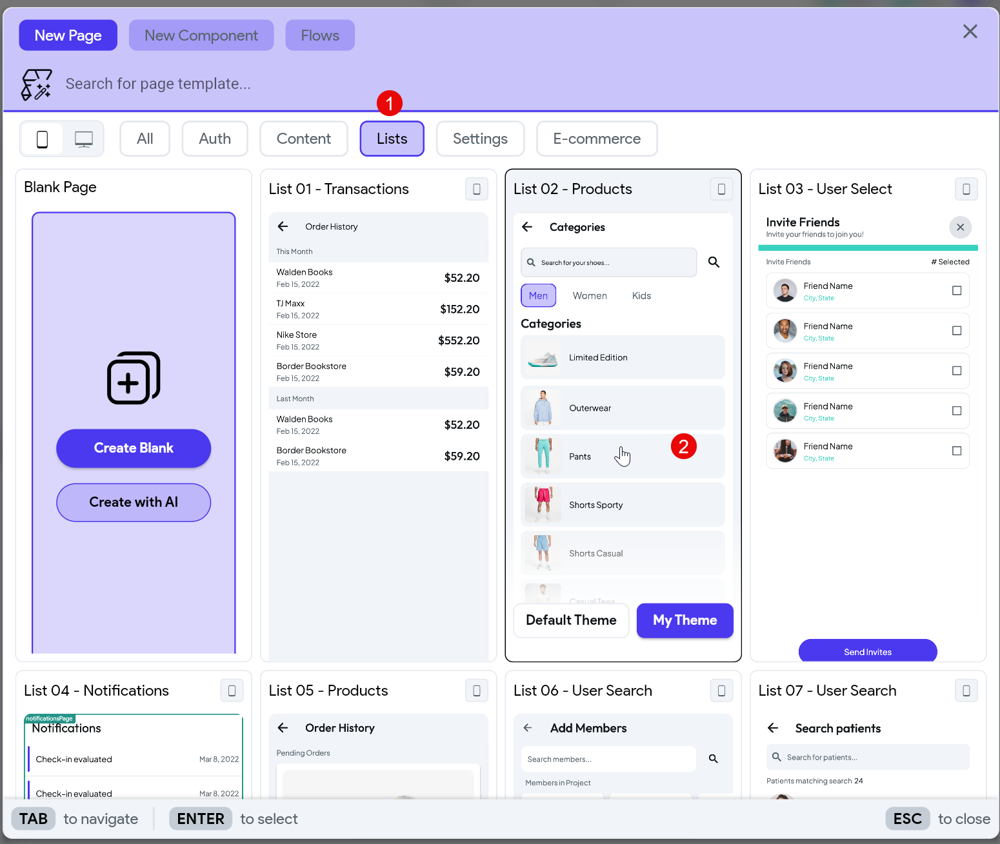 New Page
New Component
Flows
Search for page template...
1
All
Auth
Content
Lists
Settings
E-commerce
Blank Page
Create Blank
Create with AI
List 01 - Transactions
Order History
This Month
Walden Books
Feb 15, 2022
$52.20
TJ Maxx
Feb 15, 2022
$152.20
Nike Store
Feb 15, 2022
$552.20
Border Bookstore
Feb 15, 2022
$59.20
Last Month
Walden Books
Feb 15, 2022
$52.20
Border Bookstore
Feb 15, 2022
$59.20
List 02 - Products
Categories
Search for your shoes...
Men
Women
Kids
Categories
Limited Edition
Outerwear
2
Pants
Shorts Sporty
Shorts Casual
Casual Tees
Default Theme
My Theme
List 03 - User Select
Invite Friends
Invite your friends to join you!
Invite Friends
# Selected
Friend Name
City, State
Friend Name
City, State
Friend Name
City, State
Friend Name
City, State
Friend Name
City, State
Send Invites
List 04 - Notifications
notificationsPage
Notifications
Check-in evaluated
Mar 8, 2022
Check-in evaluated
Mar 8, 2022
List 05 - Products
Order History
Pending Orders
List 06 - User Search
Add Members
Search members...
Members in Project
List 07 - User Search
Search patients
Search for patients...
Patients matching search 24
TAB to navigate
ENTER to select
ESC to close